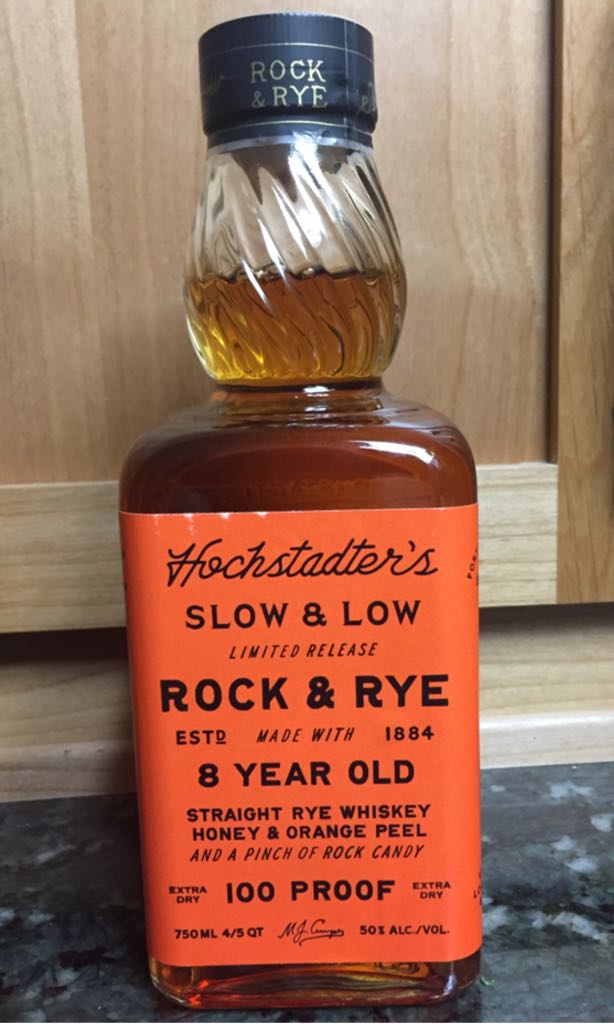 ROCK
& RYE
Hochstadter's
SLOW & LOW
LIMITED RELEASE
ROCK & RYE
ESTD MADE WITH 1884
8 YEAR OLD
STRAIGHT RYE WHISKEY
HONEY & ORANGE PEEL
AND A PINCH OF ROCK CANDY
EXTRA DRY 100 PROOF EXTRA DRY
750ML 4/5 QT 50% ALC./VOL.